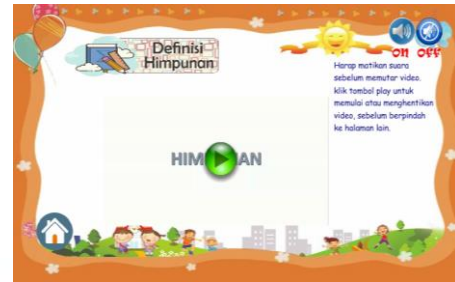 Definisi
Himpunan
ON OFF
Harap matikan suara
sebelum memutar video.
klik tombol play untuk
memulai atau menghentikan
video, sebelum berpindah
ke halaman lain.
HIM AN